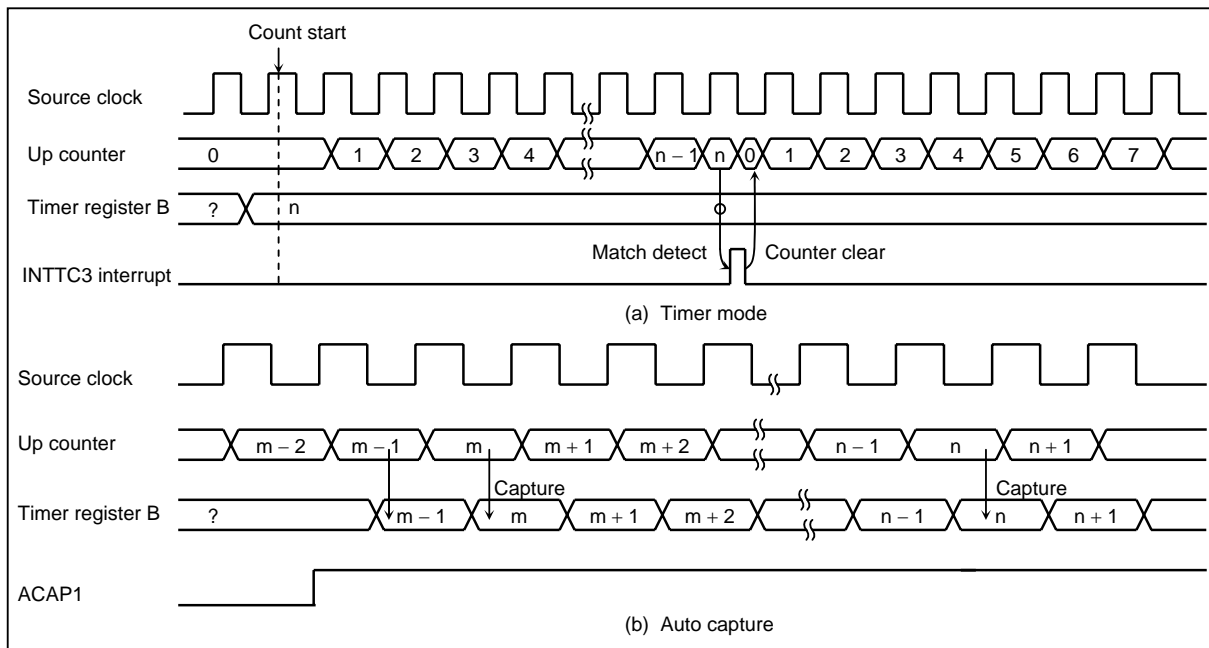 Count start
Source clock
Up counter 0 1 2 3 4 n − 1 n 0 1 2 3 4 5 6 7
Timer register B ? n
Match detect Counter clear
INTTC3 interrupt
(a) Timer mode
Source clock
Up counter m − 2 m − 1 m m + 1 m + 2 n − 1 n n + 1
Capture Capture
Timer register B ? m − 1 m m + 1 m + 2 n − 1 n n + 1
ACAP1
(b) Auto capture